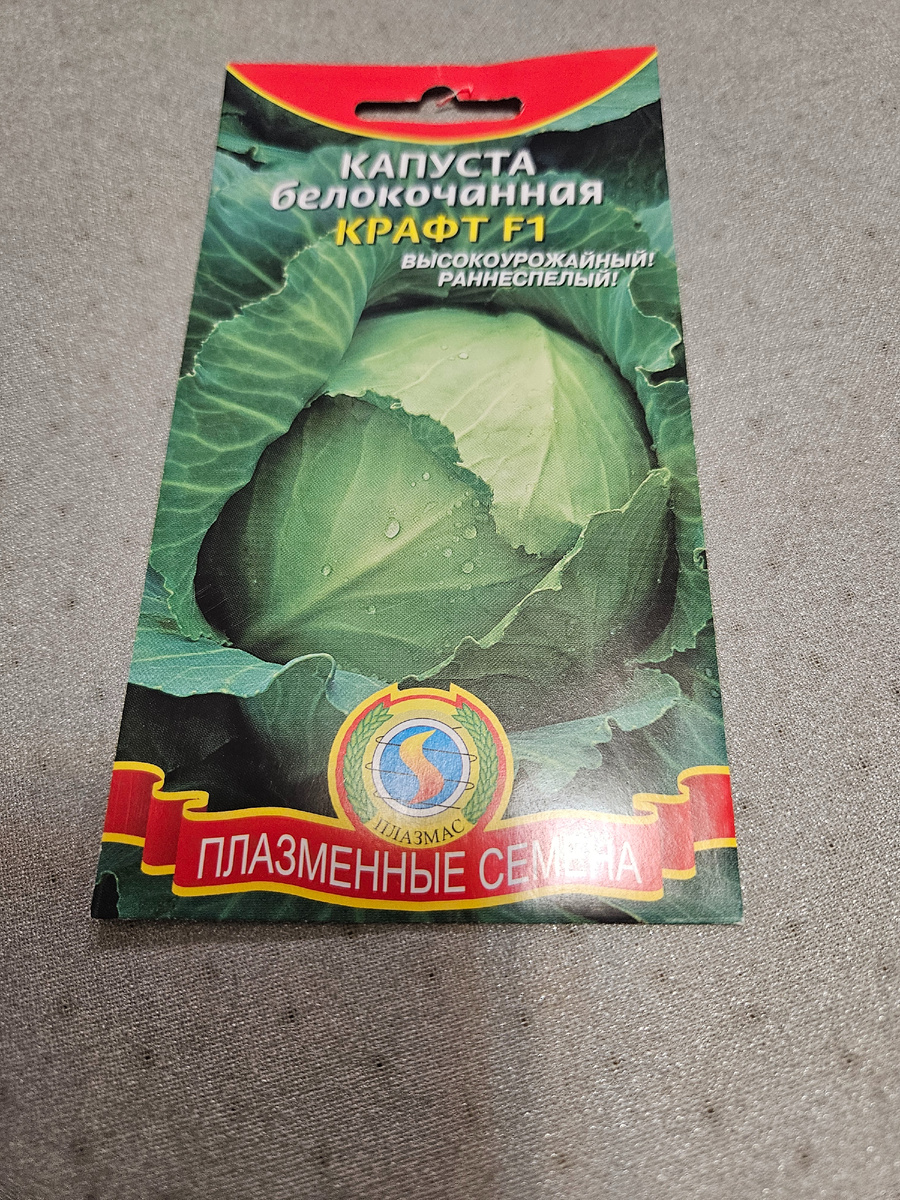 КАПУСТА
белокочанная
КРАФТ F1
ВЫСОКОУРОЖАЙНЫЙ!
РАННЕСПЕЛЫЙ!
ПЛАЗМАС
ПЛАЗМЕННЫЕ СЕМЕНА